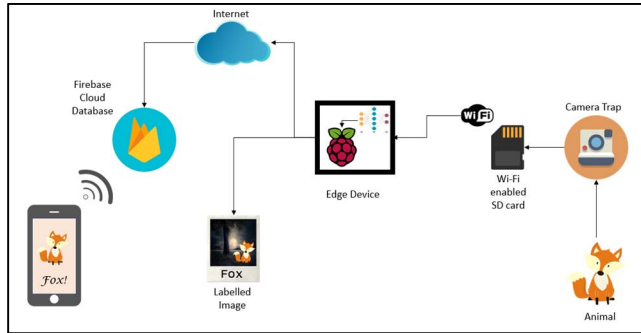 Internet
Firebase
Cloud
Database
Wi Fi
Camera Trap
Edge Device
Wi-Fi
enabled
SD card
Fox!
Fox
Labelled
Image
Animal